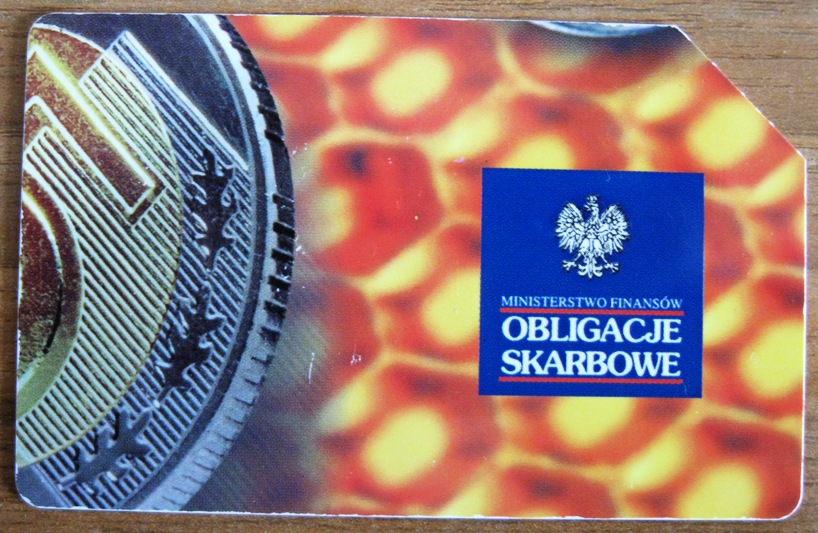 MINISTERSTWO FINANSÓW
OBLIGACJE
SKARBOWE